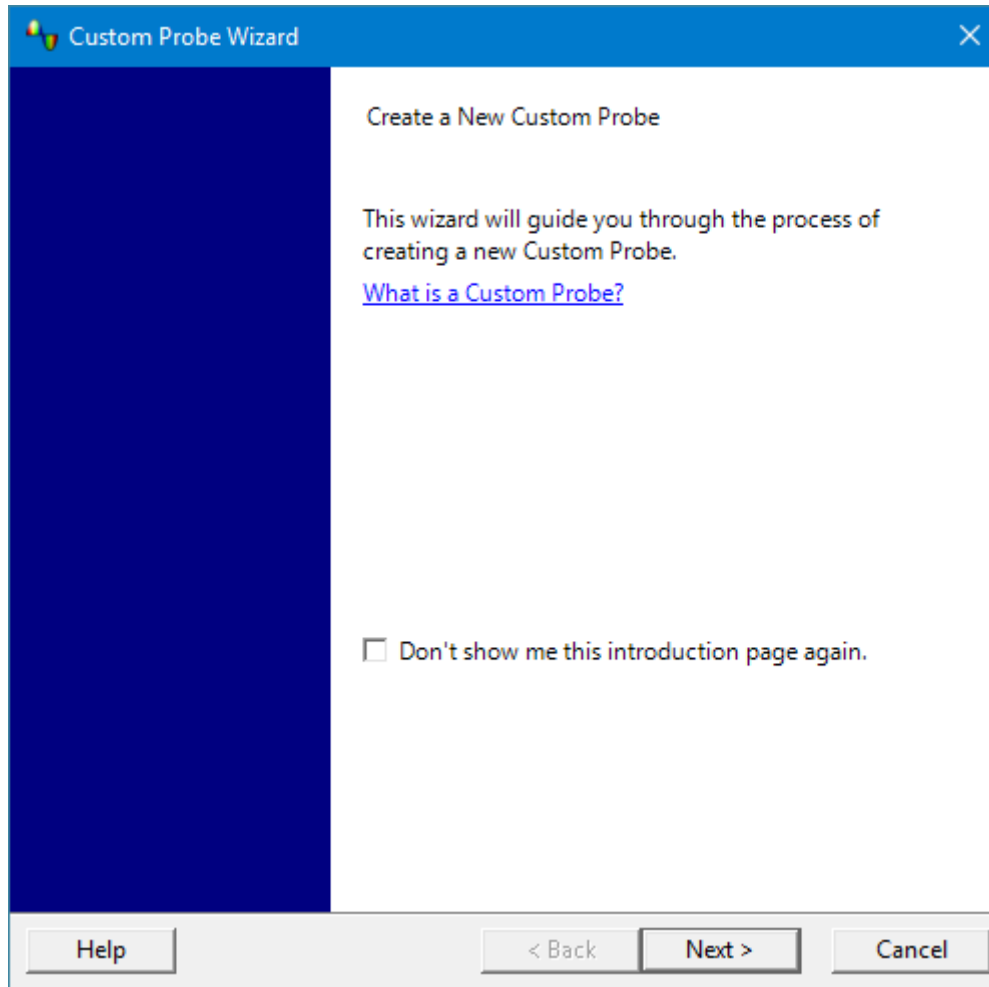 Custom Probe Wizard
Create a New Custom Probe
This wizard will guide you through the process of
creating a new Custom Probe.
What is a Custom Probe?
Don't show me this introduction page again.
Help < Back Next > Cancel